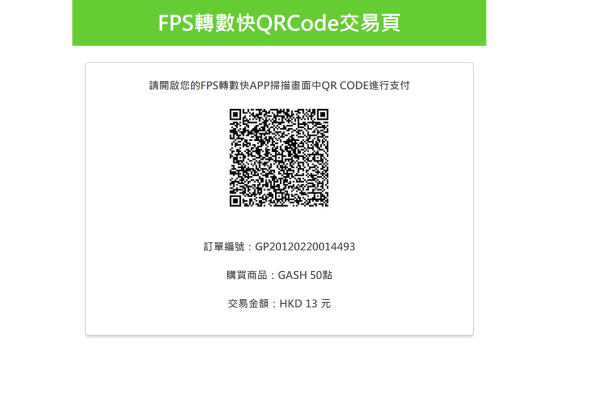 FPS轉數快QRCode交易頁
請開啟您的FPS轉數快APP掃描畫面中QR CODE進行支付
訂單編號：GP20120220014493
購買商品：GASH 50點
交易金額：HKD 13 元